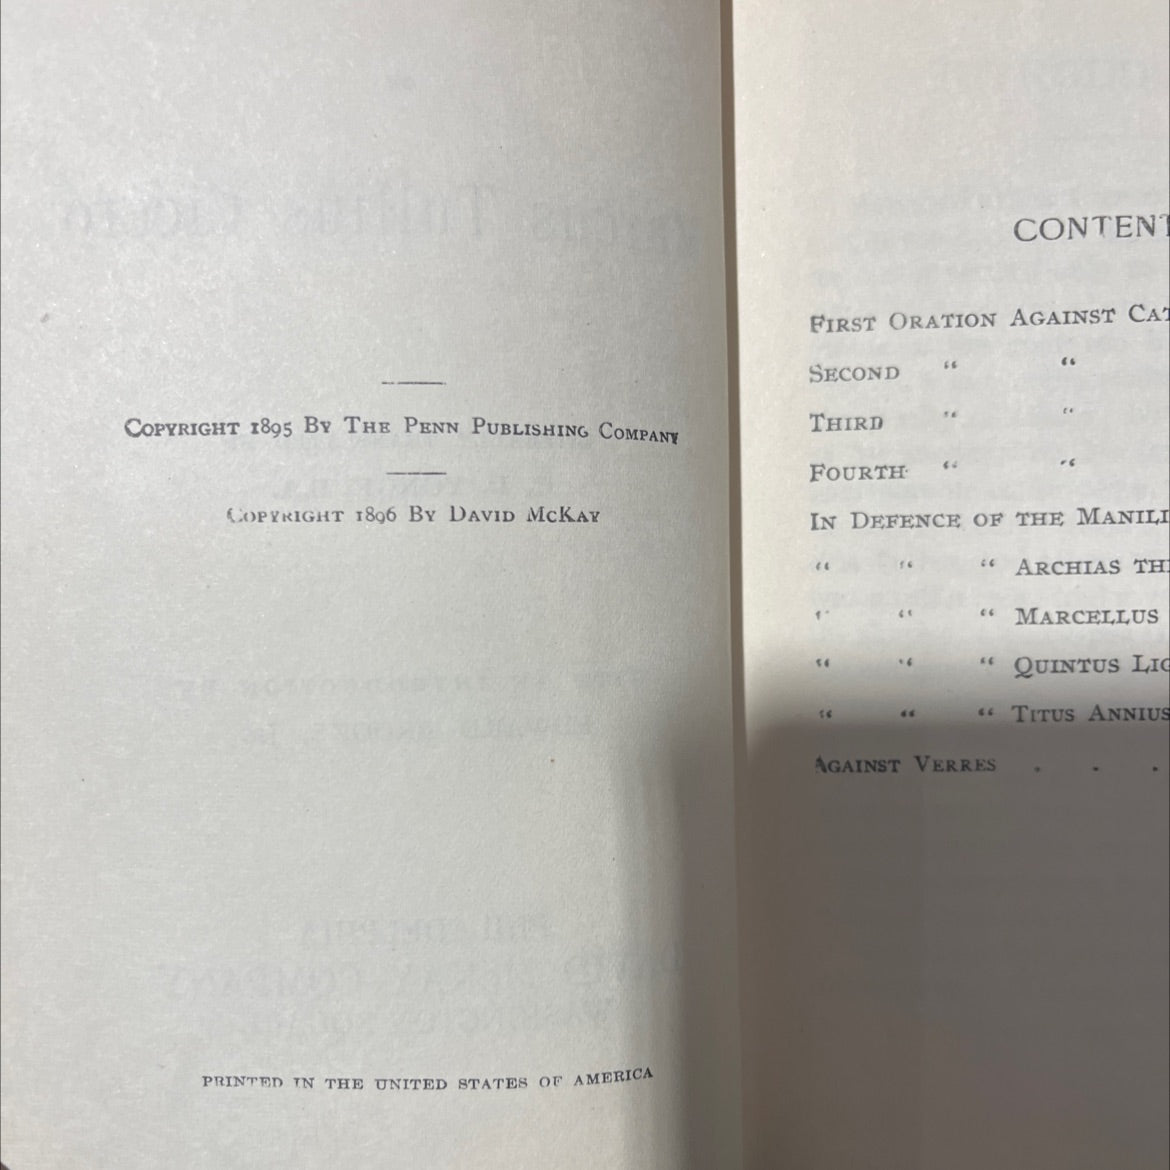 Copyright 1895 By The Penn Publishing Company
Copyright 1896 By David McKay
PRINTED IN THE UNITED STATES OF AMERICA
CONTENT
First Oration Against Cat
Second “ “
Third “ “
Fourth “ “
In Defence of the Manili
“ “ “ Archias th
“ “ “ Marcellus
“ “ “ Quintus Lig
“ “ “ Titus Annius
Against Verres . . .